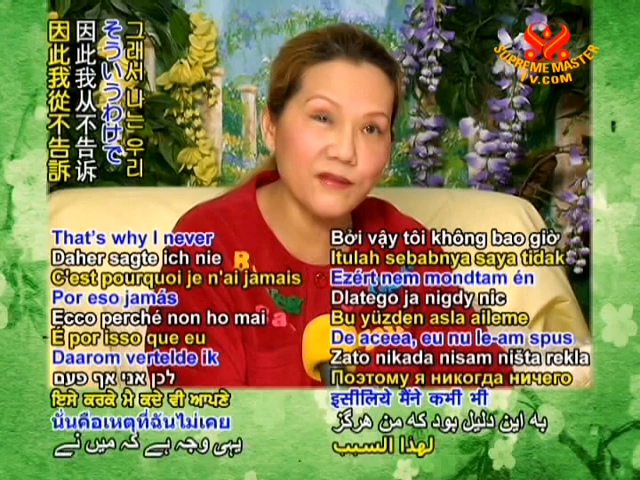 그래서 나는 우리
そういうわけで
因此我从不告诉
因此我從不告訴
SUPREME MASTER
TV.COM
That's why I never
Daher sagte ich nie
C'est pourquoi je n'ai jamais
Por eso jamás
Ecco perché non ho mai
É por isso que eu
Daarom vertelde ik
לכן אני אף פעם
ਇਸੇ ਕਰਕੇ ਮੈ ਕਦੇ ਵੀ ਆਪਣੇ
นั่นคือเหตุที่ฉันไม่เคย
یہی وجہ ہے کہ میں نے
Bởi vậy tôi không bao giờ
Itulah sebabnya saya tidak
Ezért nem mondtam én
Dlatego ja nigdy nic
Bu yüzden asla aileme
De aceea, eu nu le-am spus
Zato nikada nisam ništa rekla
Поэтому я никогда ничего
इसीलिये मैंने कभी भी
به این دلیل بود که من هرگز
لهذا السبب